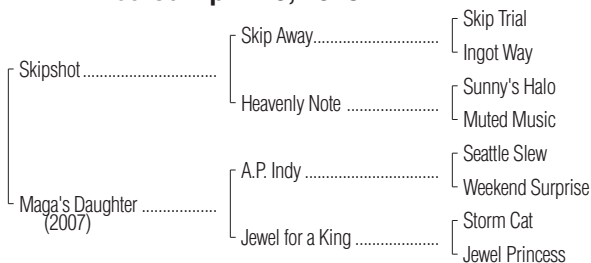 Skip Trial
Skip Away
Ingot Way
Skipshot
Sunny's Halo
Heavenly Note
Muted Music
Seattle Slew
A.P. Indy
Weekend Surprise
Maga's Daughter
(2007)
Storm Cat
Jewel for a King
Jewel Princess